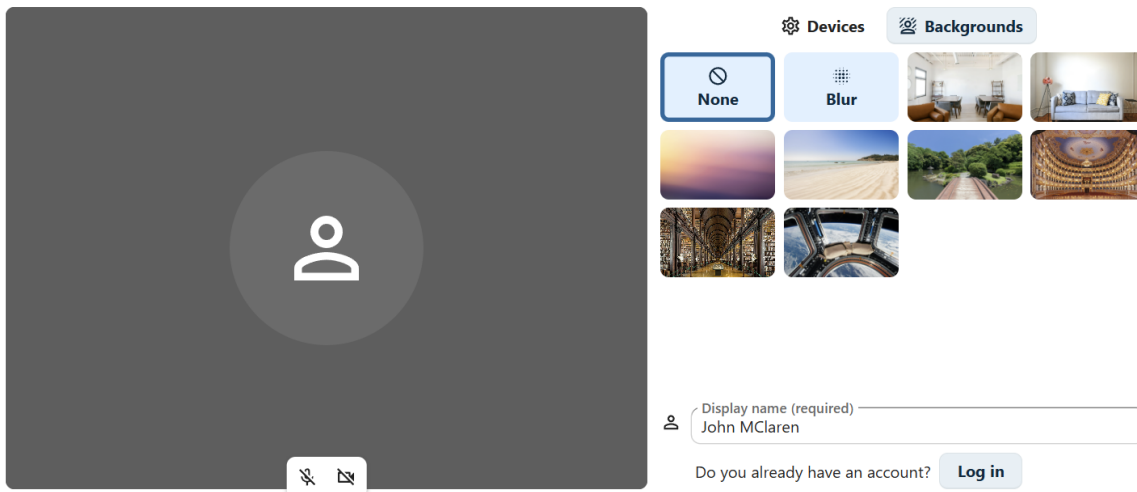 Devices
Backgrounds
None
Blur
Display name (required)
John MClaren
Do you already have an account?
Log in